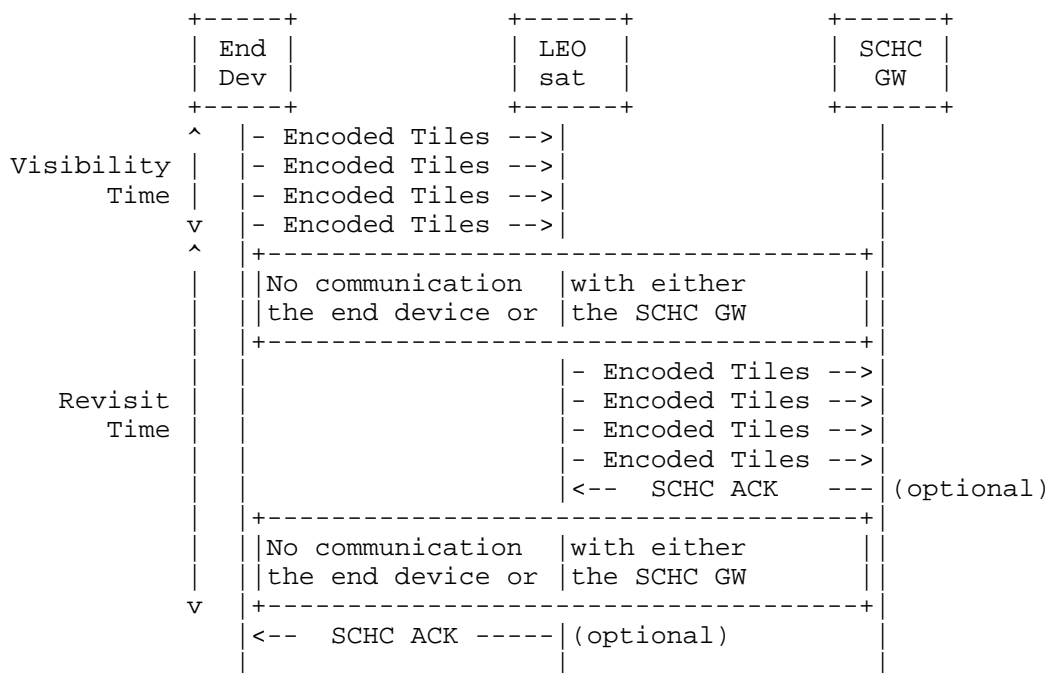 +-----+             +------+            +------+
| End |             | LEO  |            | SCHC |
| Dev |             | sat  |            |  GW  |
+-----+             +------+            +------+
           ^  |- Encoded Tiles -->|                   |
Visibility |  |- Encoded Tiles -->|                   |
      Time |  |- Encoded Tiles -->|                   |
           v  |- Encoded Tiles -->|                   |
           ^  |+-------------------------------------+|
           |  ||No communication  |with either       ||
           |  ||the end device or |the SCHC GW       ||
           |  |+-------------------------------------+|
           |  |                   |- Encoded Tiles -->|
   Revisit |  |                   |- Encoded Tiles -->|
      Time |  |                   |- Encoded Tiles -->|
           |  |                   |- Encoded Tiles -->|
           |  |                   |<--  SCHC ACK   ---|(optional)
           |  |+-------------------------------------+|
           |  ||No communication  |with either       ||
           |  ||the end device or |the SCHC GW       ||
           v  |+-------------------------------------+|
              |<--  SCHC ACK -----|(optional)         |
              |                   |                   |